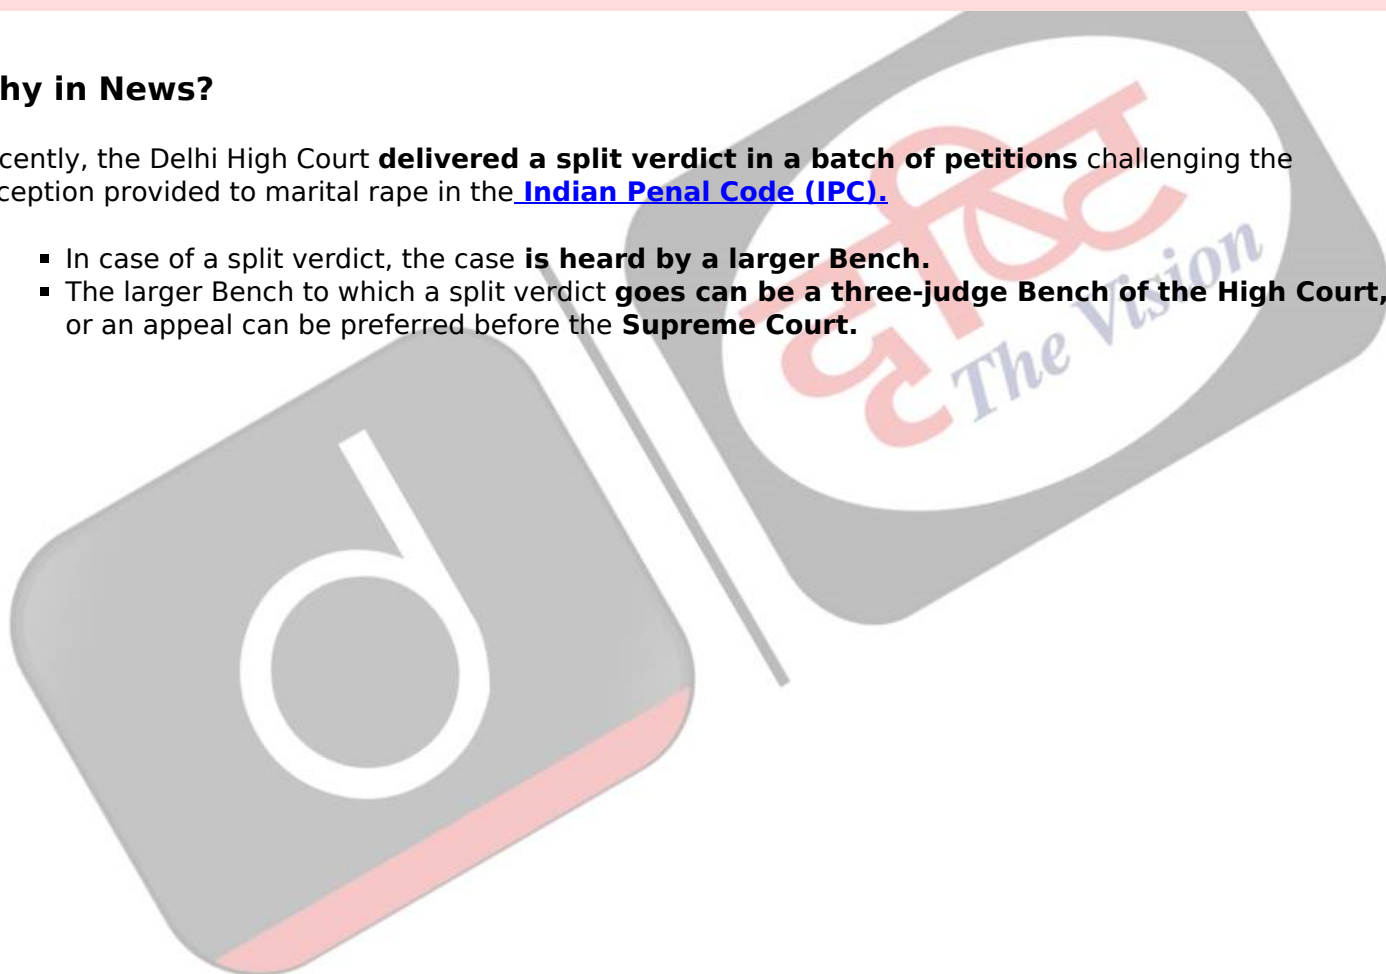 hy in News?
cently, the Delhi High Court delivered a split verdict in a batch of petitions challenging the
ception provided to marital rape in the Indian Penal Code (IPC).
In case of a split verdict, the case is heard by a larger Bench.
The larger Bench to which a split verdict goes can be a three-judge Bench of the High Court,
or an appeal can be preferred before the Supreme Court.
दृष्टि
The Vision
d